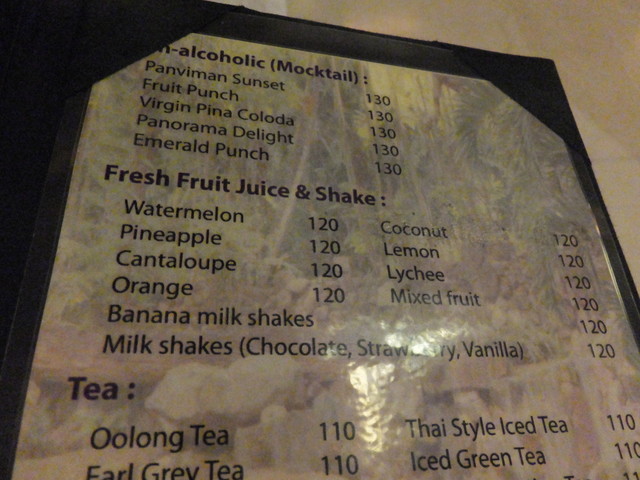 (Mocktail) :
Panviman Sunset 130
Fruit Punch 130
Virgin Pina Coloda 130
Panorama Delight 130
Emerald Punch 130
Fresh Fruit Juice & Shake :
Watermelon 120 Coconut 120
Pineapple 120 Lemon 120
Cantaloupe 120 Lychee 120
Orange 120 Mixed fruit 120
Banana milk shakes 120
Milk shakes (Chocolate, Strawberry, Vanilla) 120
Tea :
Oolong Tea 110 Thai Style Iced Tea 110
Earl Grey Tea 110 Iced Green Tea